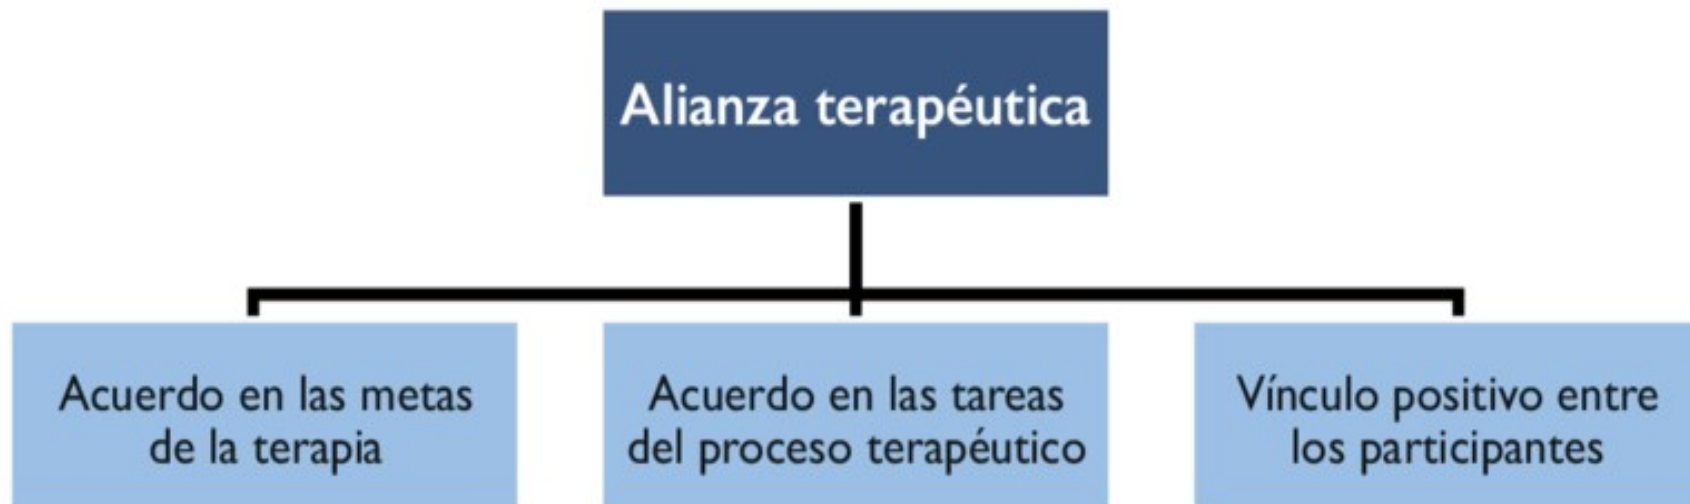 Alianza terapéutica
Acuerdo en las metas
de la terapia
Acuerdo en las tareas
del proceso terapéutico
Vínculo positivo entre
los participantes